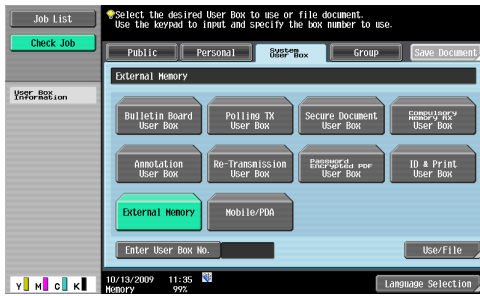 Job List
Select the desired User Box to use or file document.
Use the keypad to input and specify the box number to use.
Check Job
Public
Personal
System
User Box
Group
Save Document
External Memory
User Box
Information
Bulletin Board
User Box
Polling TX
User Box
Secure Document
User Box
Compulsory
Memory RX
User Box
Annotation
User Box
Re-Transmission
User Box
Password
Encrypted PDF
User Box
ID & Print
User Box
External Memory
Mobile/PDA
Enter User Box No.
Use/File
Y M C K
10/13/2009 11:35
Memory 99%
Language Selection